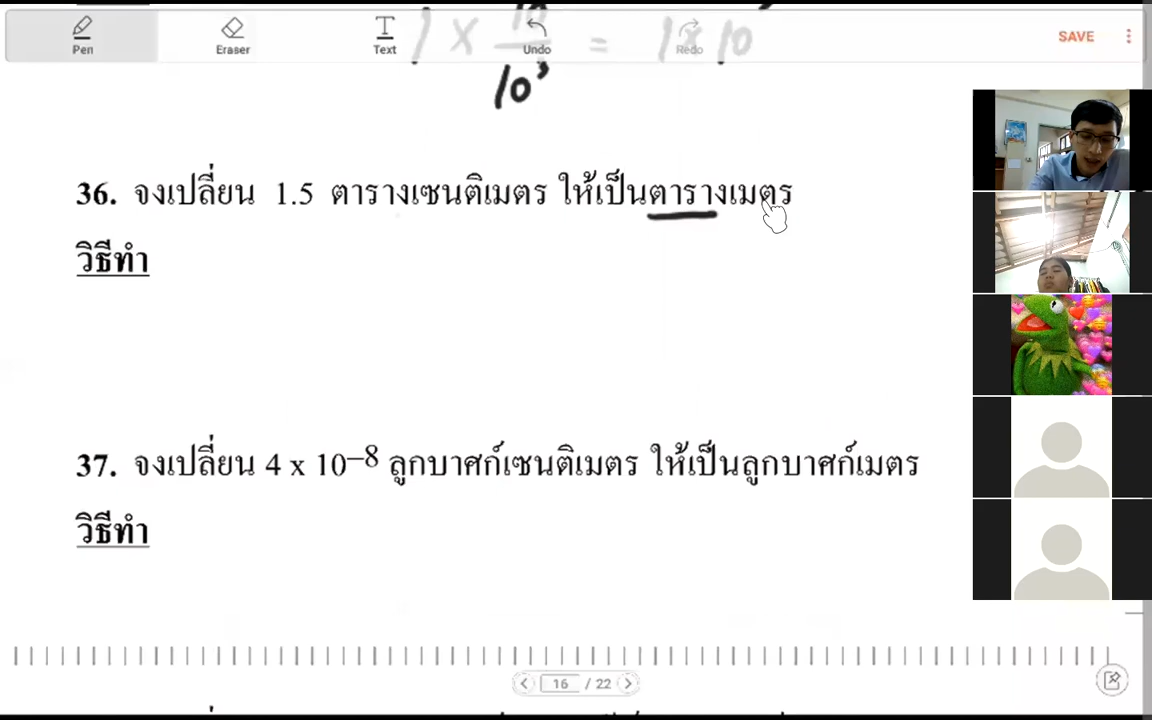 Pen Eraser Text Undo Redo SAVE
1 × 10 = 1 × 10
10³
36. จงเปลี่ยน 1.5 ตารางเซนติเมตร ให้เป็นตารางเมตร
วิธีทำ
37. จงเปลี่ยน 4 x 10⁻⁸ ลูกบาศก์เซนติเมตร ให้เป็นลูกบาศก์เมตร
วิธีทำ
16 / 22